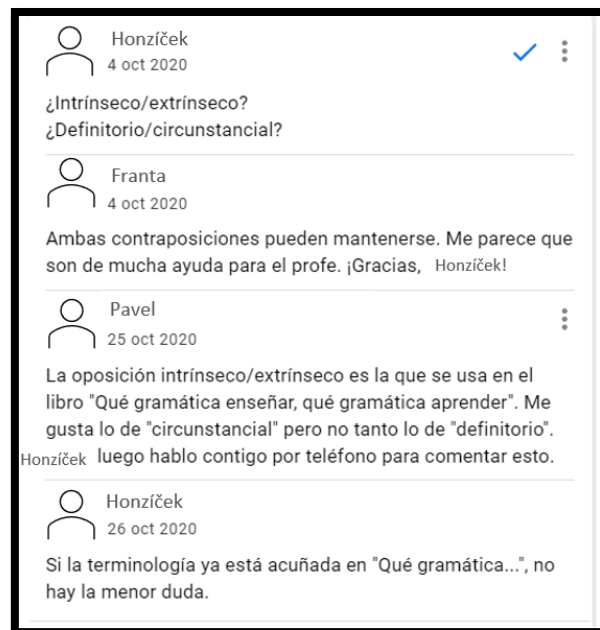 Honzíček
4 oct 2020
¿Intrínseco/extrínseco?
¿Definitorio/circunstancial?
Franta
4 oct 2020
Ambas contraposiciones pueden mantenerse. Me parece que
son de mucha ayuda para el profe. ¡Gracias, Honzíček!
Pavel
25 oct 2020
La oposición intrínseco/extrínseco es la que se usa en el
libro "Qué gramática enseñar, qué gramática aprender". Me
gusta lo de "circunstancial" pero no tanto lo de "definitorio".
Honzíček luego hablo contigo por teléfono para comentar esto.
Honzíček
26 oct 2020
Si la terminología ya está acuñada en "Qué gramática...", no
hay la menor duda.